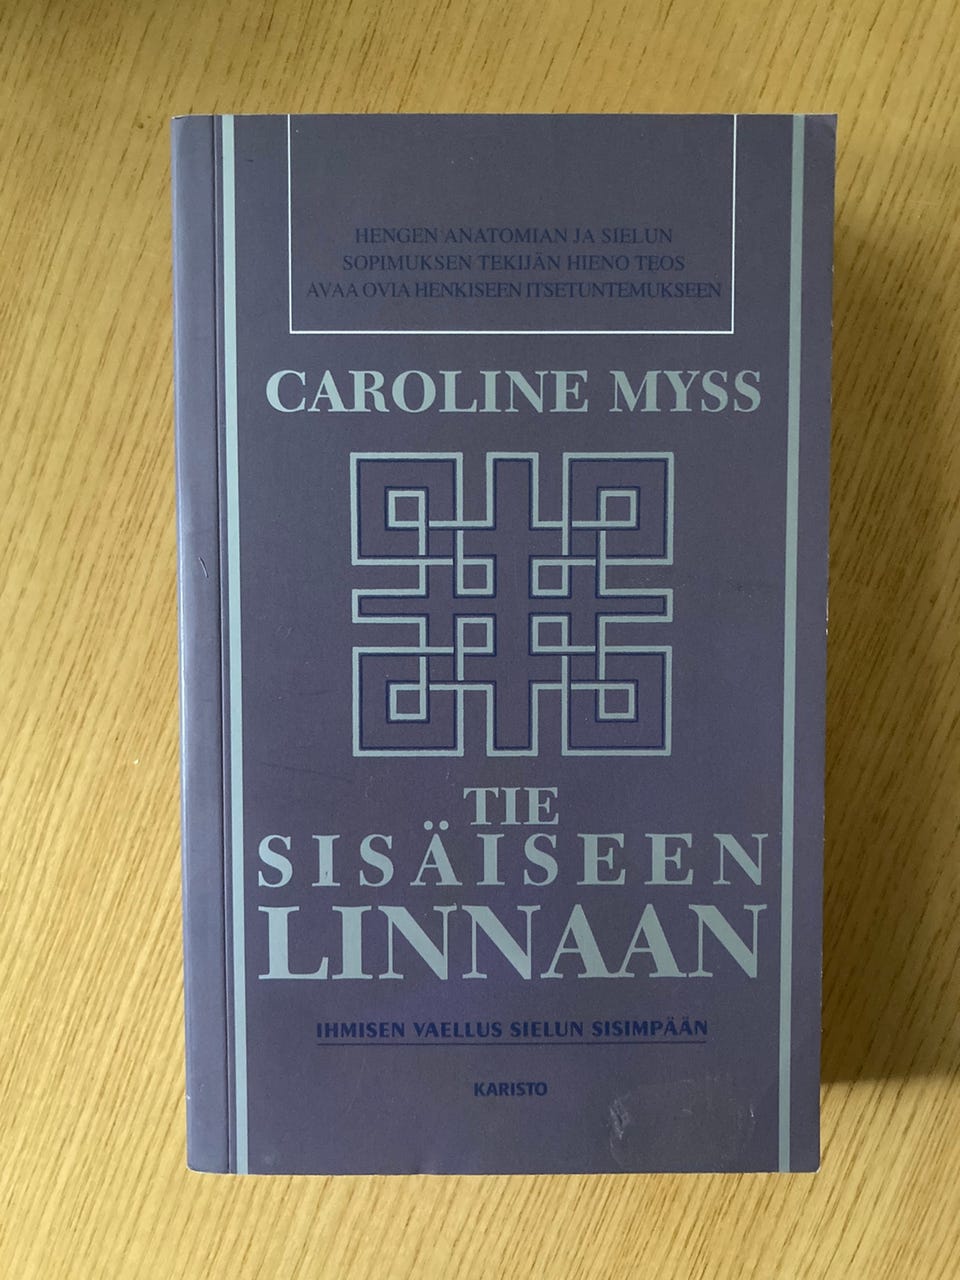 HENGEN ANATOMIAN JA SIELUN
SOPIMUKSEN TEKIJÄN HIENO TEOS
AVAA OVIA HENKISEEN ITSETUNTEMUKSEEN
CAROLINE MYSS
TIE
SISÄISEEN
LINNAAN
IHMISEN VAELLUS SIELUN SISIMPÄÄN
KARISTO